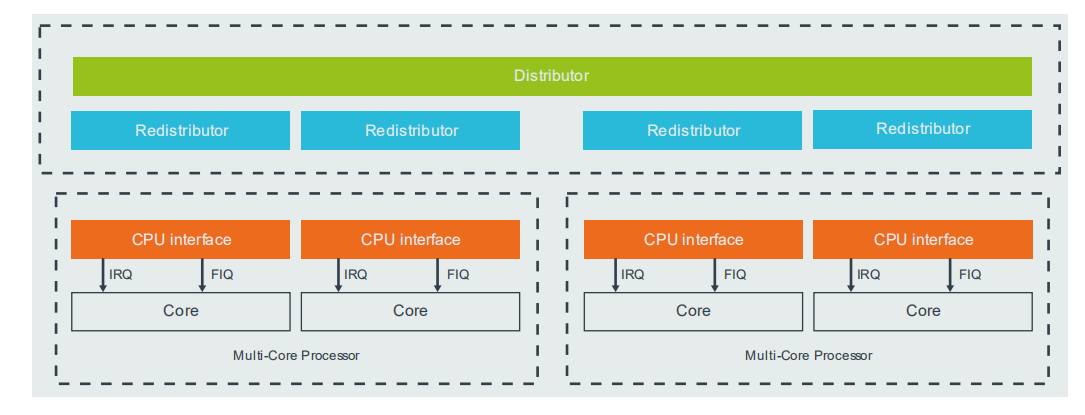 Distributor
Redistributor Redistributor Redistributor Redistributor
CPU interface CPU interface CPU interface CPU interface
IRQ FIQ IRQ FIQ IRQ FIQ IRQ FIQ
Core Core Core Core
Multi-Core Processor Multi-Core Processor